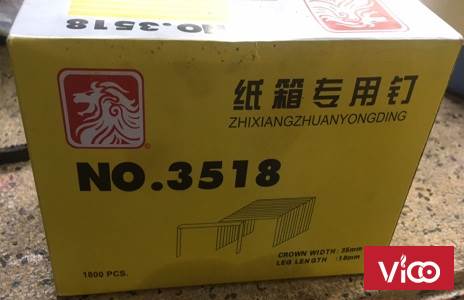 NO.3518
纸箱专用钉
ZHIXIANGZHUANYONGDING
NO.3518
CROWN WIDTH : 35mm
LEG LENGTH : 18mm
1800 PCS.
ViCO